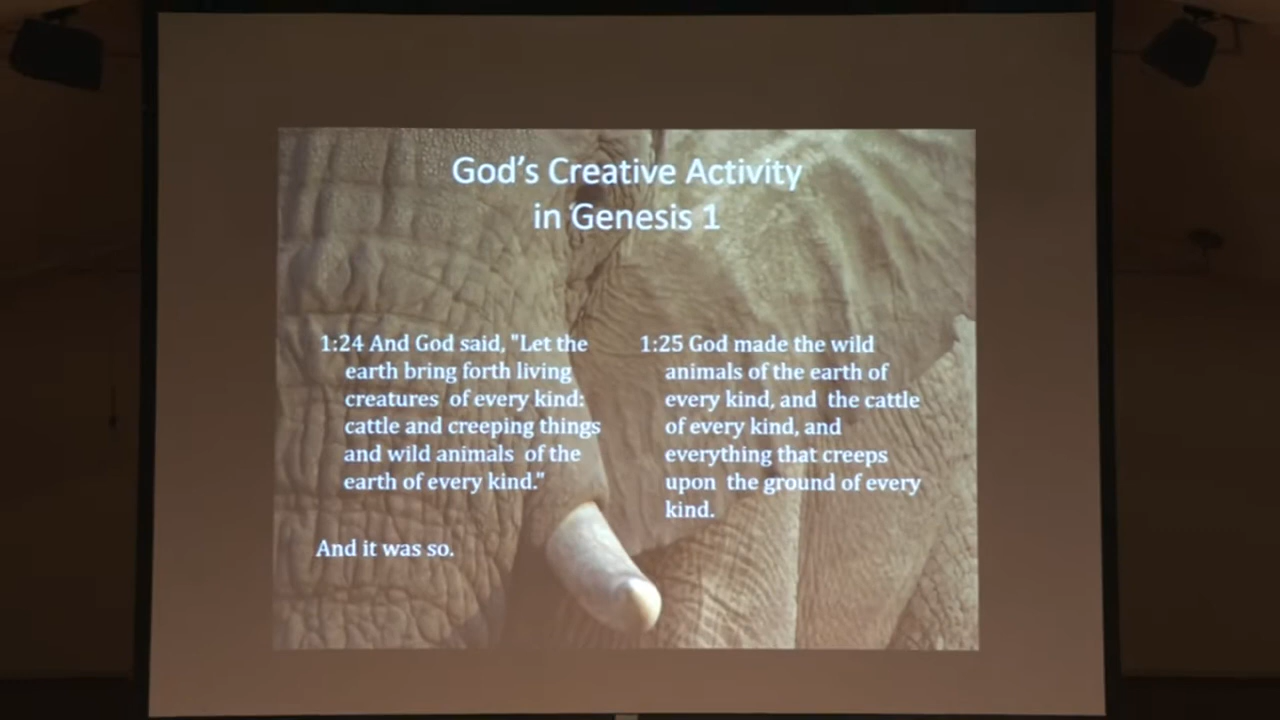 God's Creative Activity
in Genesis 1
1:24 And God said, "Let the
earth bring forth living
creatures of every kind:
cattle and creeping things
and wild animals of the
earth of every kind."
And it was so.
1:25 God made the wild
animals of the earth of
every kind, and the cattle
of every kind, and
everything that creeps
upon the ground of every
kind.